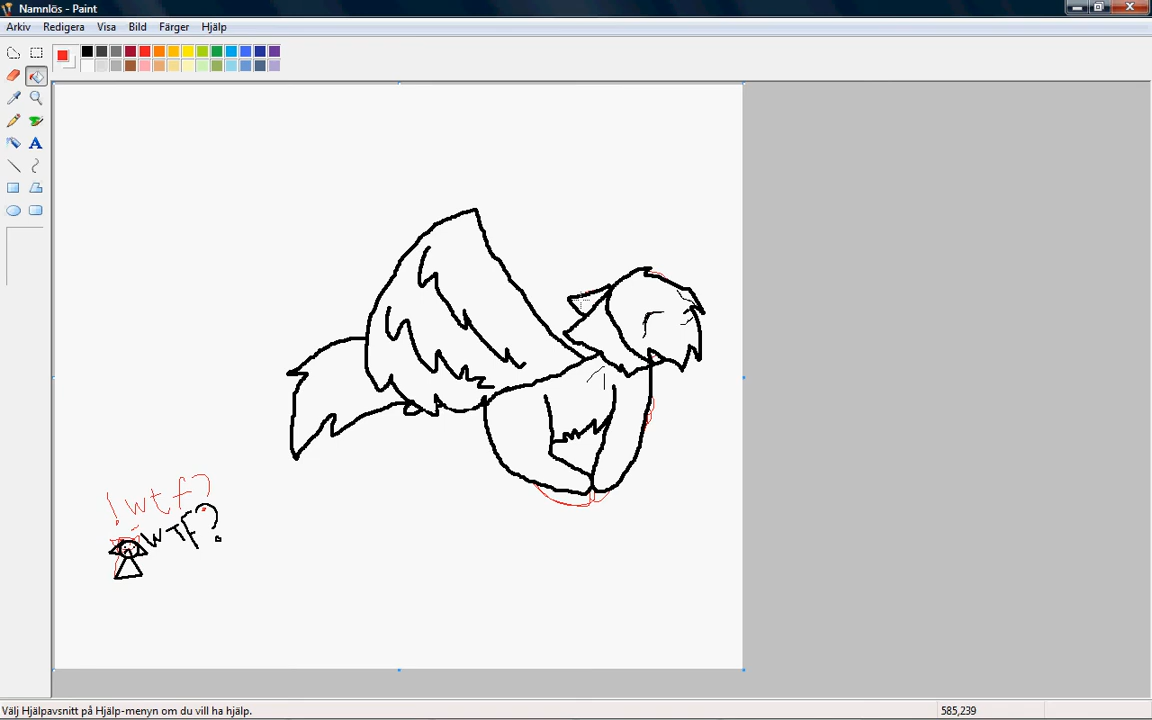 Namnlös - Paint
Arkiv Redigera Visa Bild Färger Hjälp
! wtf?
WTF?
Välj Hjälpavsnitt på Hjälp-menyn om du vill ha hjälp. 585,239